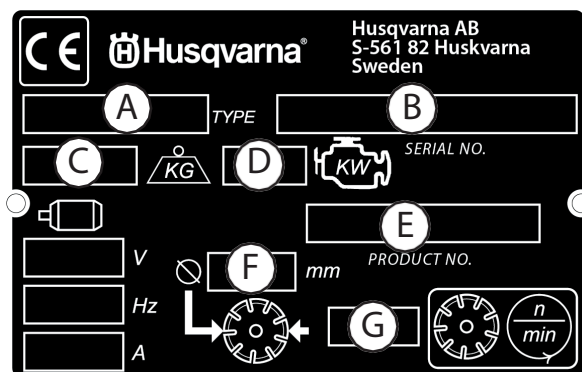 CE Husqvarna®
Husqvarna AB
S-561 82 Huskvarna
Sweden
A TYPE
B
SERIAL NO.
C KG
D KW
E
PRODUCT NO.
V
F mm
Hz
G
n
min
A